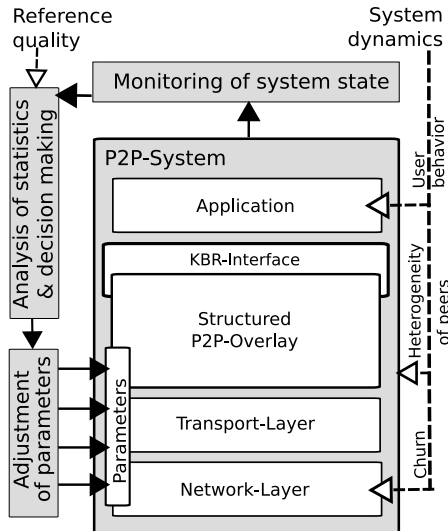 Reference
quality
System
dynamics
Monitoring of system state
Analysis of statistics
& decision making
P2P-System
Application
KBR-Interface
Structured
P2P-Overlay
Transport-Layer
Network-Layer
Parameters
Adjustment
of parameters
User
behavior
Heterogeneity
of peers
Churn